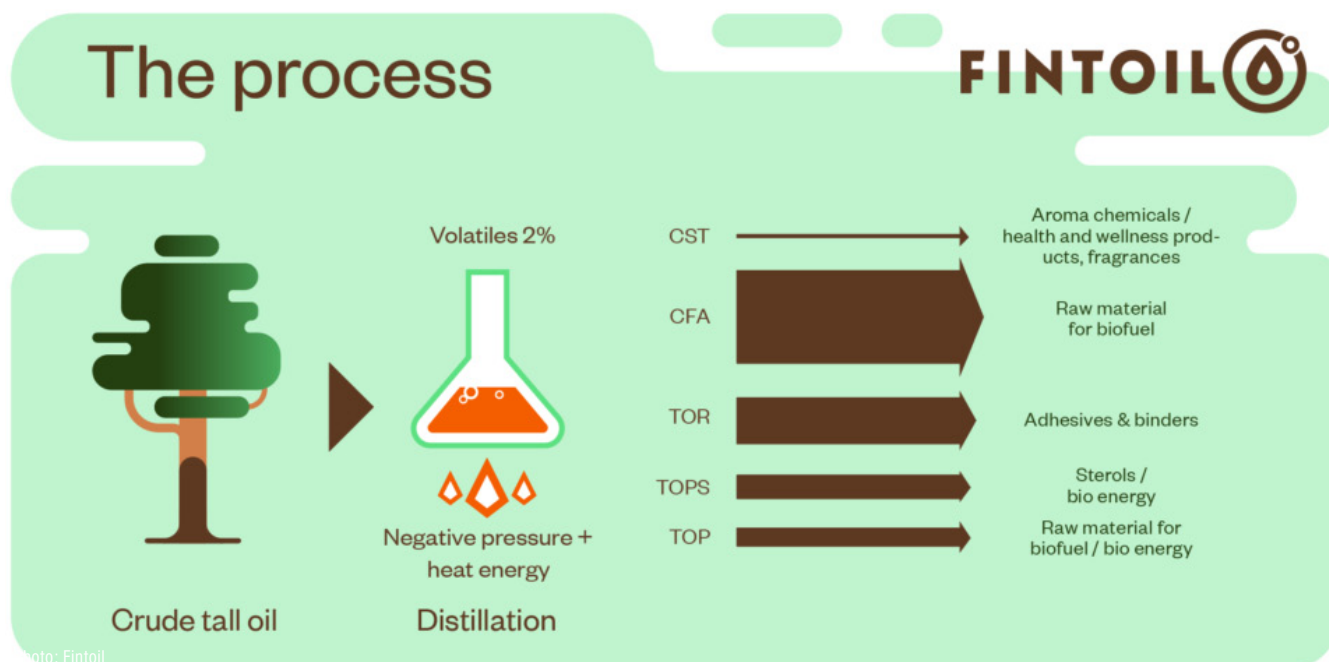 The process
FINTOIL
Volatiles 2%
Negative pressure +
heat energy
Crude tall oil
Distillation
CST
Aroma chemicals /
health and wellness prod-
ucts, fragrances
CFA
Raw material
for biofuel
TOR
Adhesives & binders
TOPS
Sterols /
bio energy
TOP
Raw material for
biofuel / bio energy
Photo: Fintoil